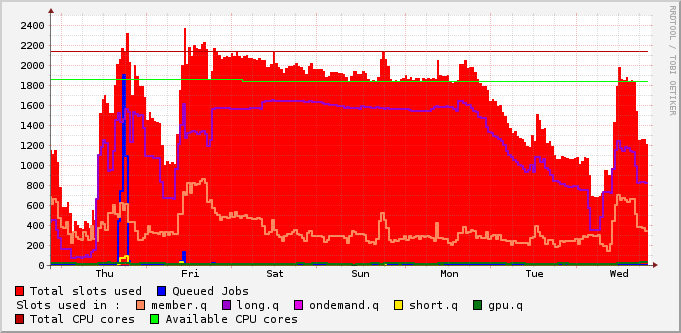 RRDTOOL / TOBI OETIKER
2400
2200
2000
1800
1600
1400
1200
1000
800
600
400
200
0
Thu Fri Sat Sun Mon Tue Wed
Total slots used Queued Jobs
Slots used in : member.q long.q ondemand.q short.q gpu.q
Total CPU cores Available CPU cores